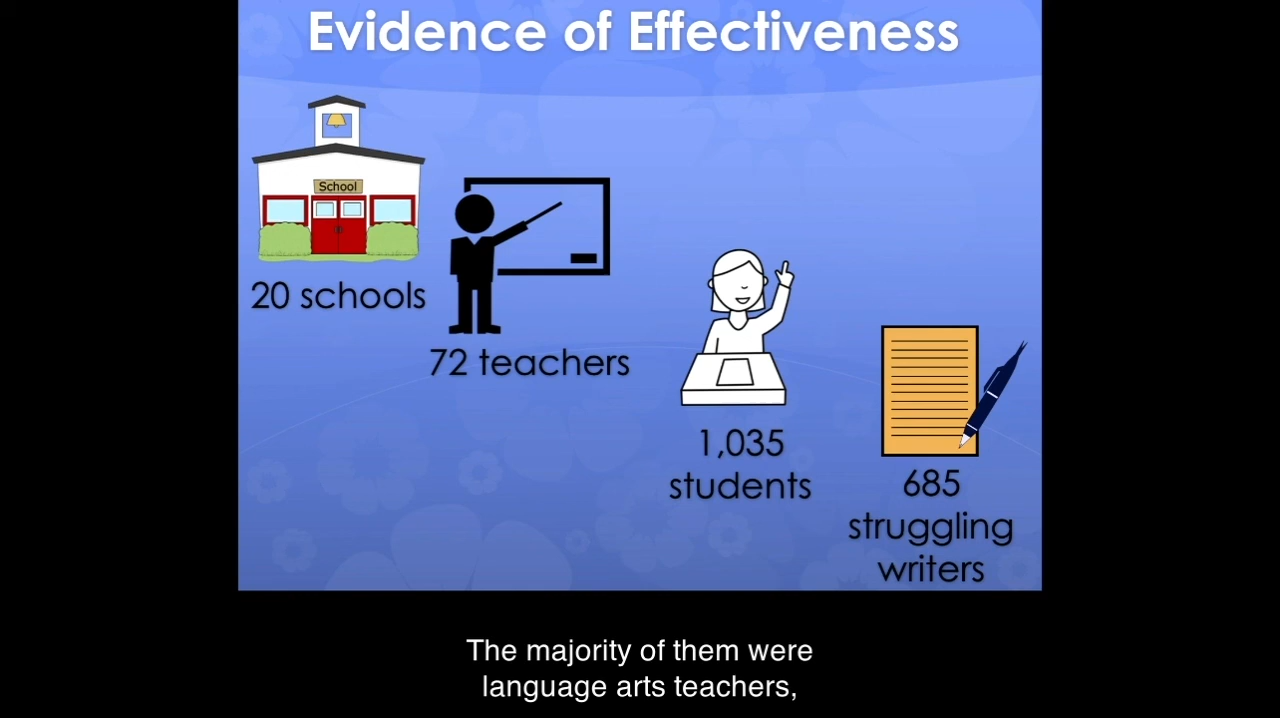 Evidence of Effectiveness
School
20 schools
72 teachers
1,035
students
685
struggling
writers
The majority of them were
language arts teachers,